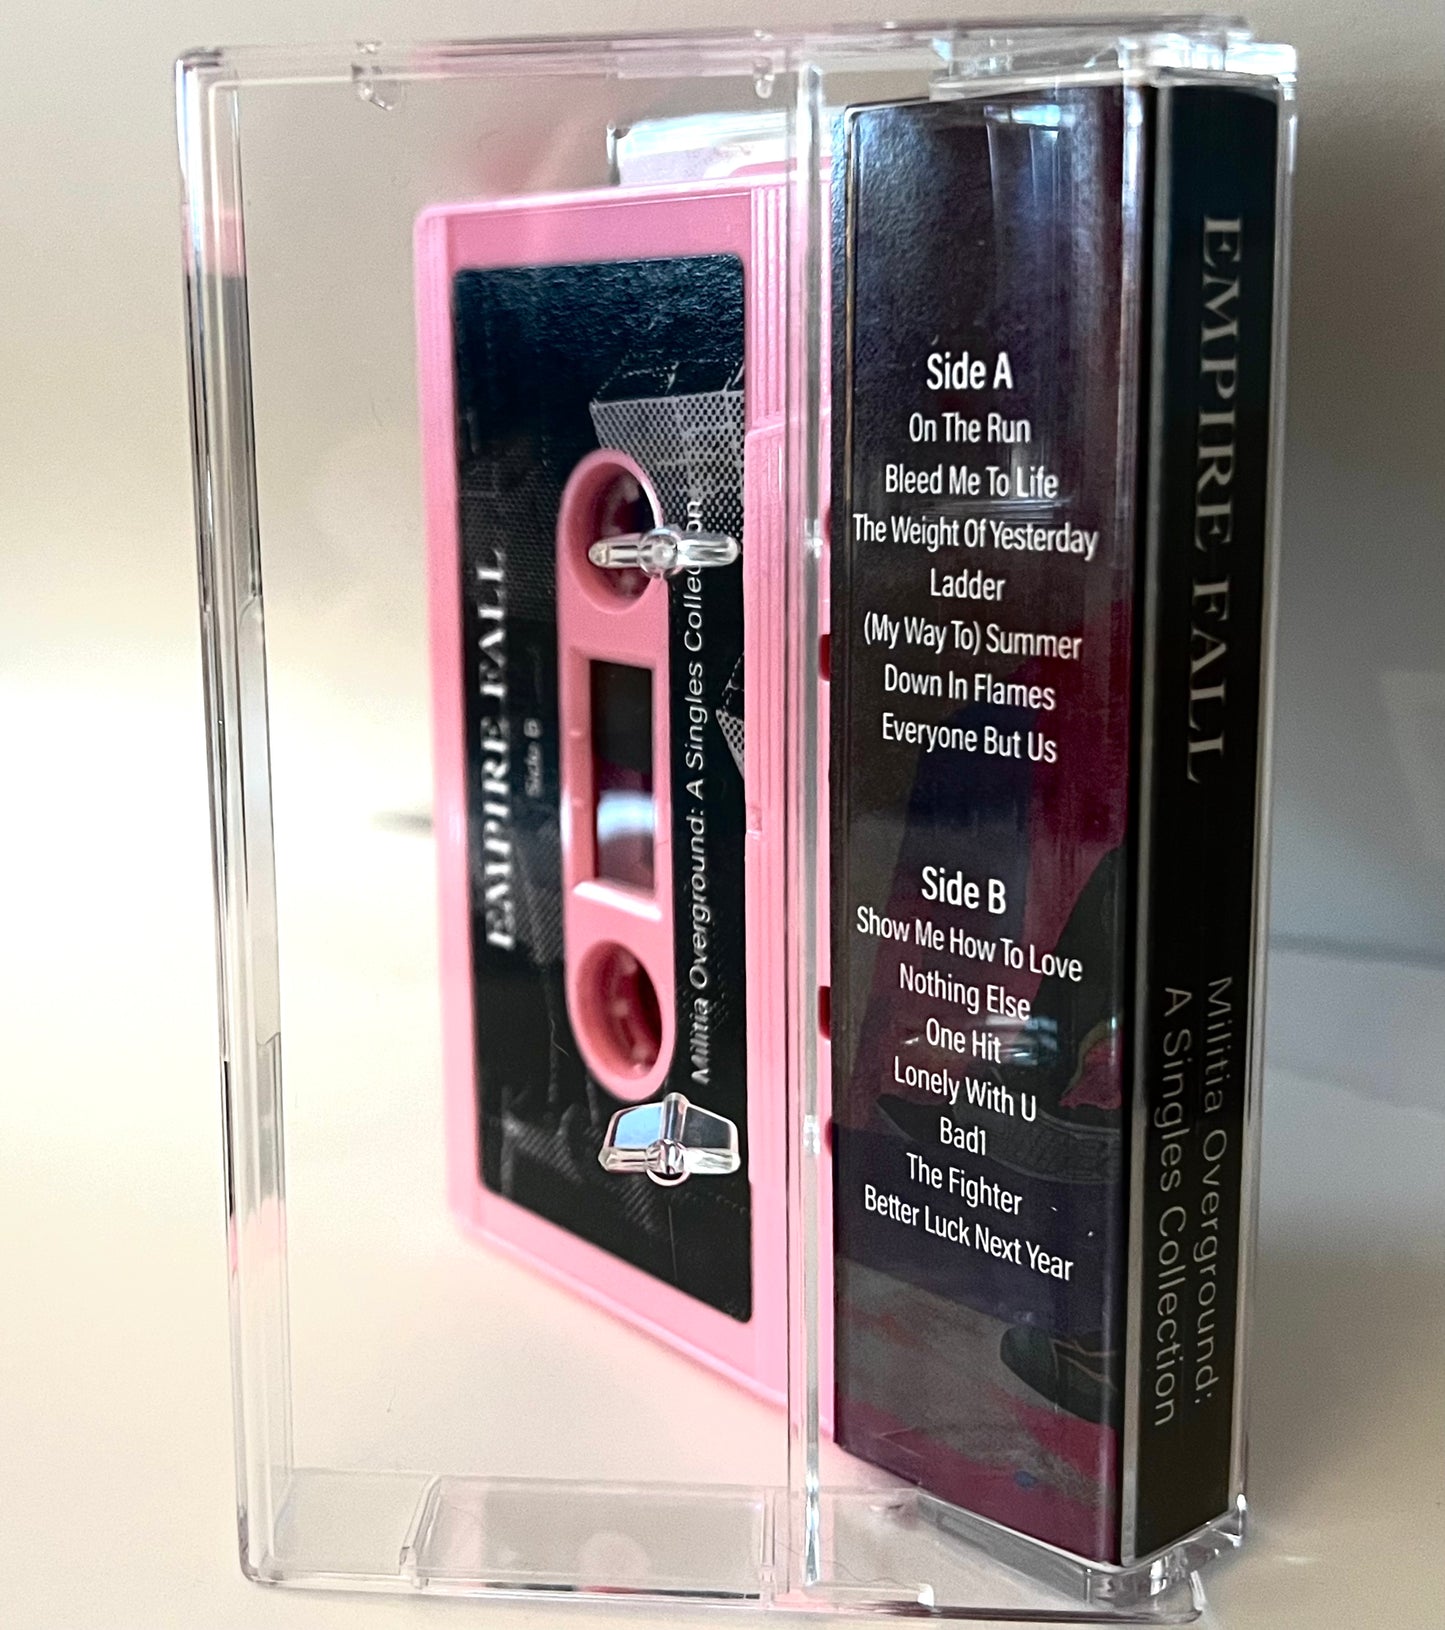 EMPIRE FALL
Side B
Militia Overground: A Singles Collection
Side A
On The Run
Bleed Me To Life
The Weight Of Yesterday
Ladder
(My Way To) Summer
Down In Flames
Everyone But Us
Side B
Show Me How To Love
Nothing Else
One Hit
Lonely With U
Bad1
The Fighter
Better Luck Next Year
EMPIRE FALL
Militia Overground:
A Singles Collection